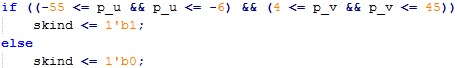 if ((-55 <= p_u && p_u <= -6) && (4 <= p_v && p_v <= 45))
    skind <= 1'b1;
else
    skind <= 1'b0;